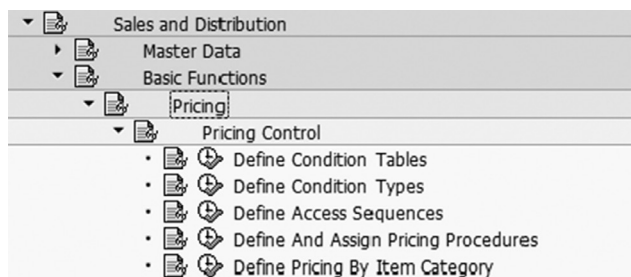 Sales and Distribution
Master Data
Basic Functions
Pricing
Pricing Control
Define Condition Tables
Define Condition Types
Define Access Sequences
Define And Assign Pricing Procedures
Define Pricing By Item Category